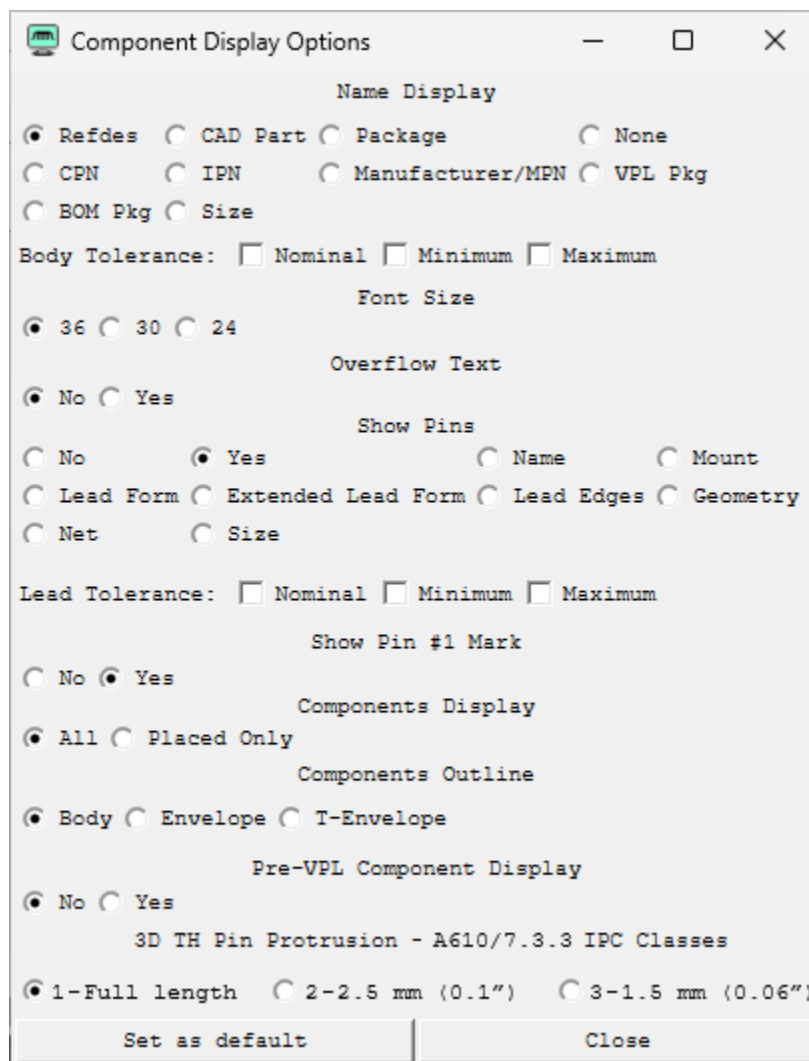 Component Display Options
Name Display
Refdes CAD Part Package None
CPN IPN Manufacturer/MPN VPL Pkg
BOM Pkg Size
Body Tolerance: Nominal Minimum Maximum
Font Size
36 30 24
Overflow Text
No Yes
Show Pins
No Yes Name Mount
Lead Form Extended Lead Form Lead Edges Geometry
Net Size
Lead Tolerance: Nominal Minimum Maximum
Show Pin #1 Mark
No Yes
Components Display
All Placed Only
Components Outline
Body Envelope T-Envelope
Pre-VPL Component Display
No Yes
3D TH Pin Protrusion - A610/7.3.3 IPC Classes
1-Full length 2-2.5 mm (0.1″) 3-1.5 mm (0.06″)
Set as default Close